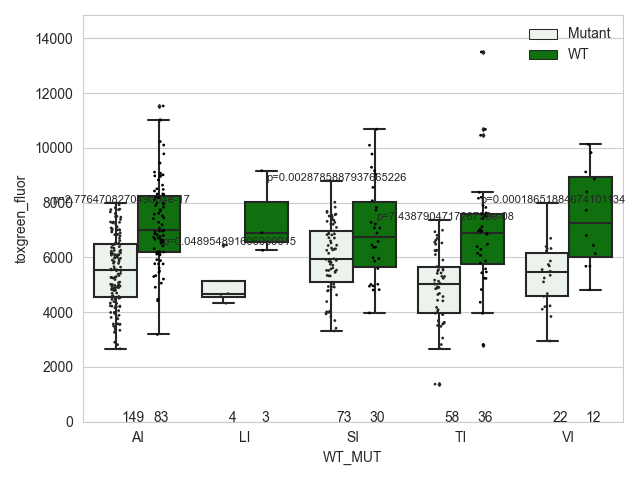 14000
Mutant
WT
12000
10000
p=0.0028785887937665226
8000
p=0.00018651884674101134
6000
4000
2000
0
toxgreen_fluor
149 83 4 3 73 30 58 36 22 12
AI LI SI TI VI
WT_MUT